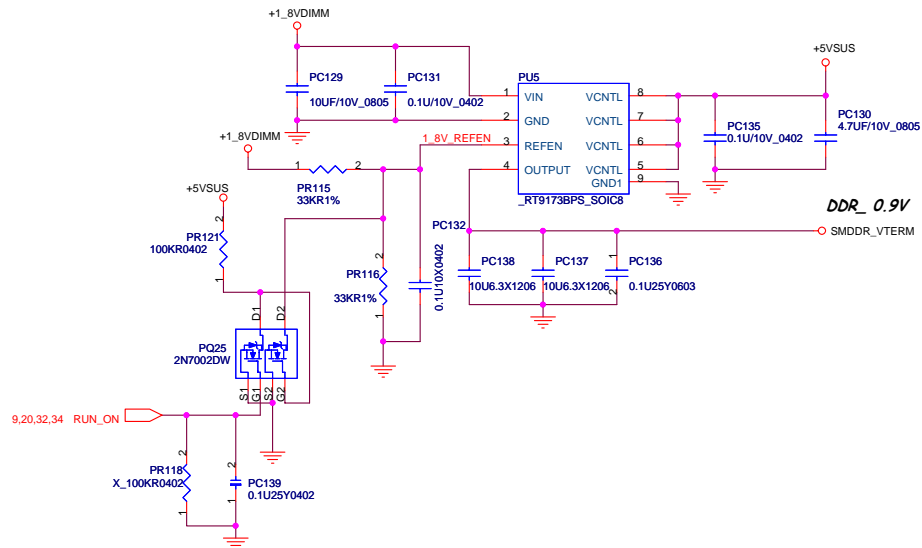 +1_8VDIMM
+5VSUS
PC129
10UF/10V_0805
PC131
0.1U/10V_0402
PU5
1 VIN VCNTL 8
2 GND VCNTL 7
3 REFEN VCNTL 6
4 OUTPUT VCNTL 5
GND1 9
_RT9173BPS_SOIC8
PC135
0.1U/10V_0402
PC130
4.7UF/10V_0805
+1_8VDIMM
1_8V_REFEN
1 2
PR115
33KR1%
+5VSUS
2
PR121
100KR0402
1
DDR_ 0.9V
SMDDR_VTERM
PC132
0.1U10X0402
PC138
10U6.3X1206
PC137
10U6.3X1206
1
PC136
0.1U25Y0603
2
2
PR116
33KR1%
1
D1 D2
PQ25
2N7002DW
S1 G1 S2 G2
9,20,32,34 RUN_ON
2
PR118
X_100KR0402
1
2
PC139
0.1U25Y0402
1